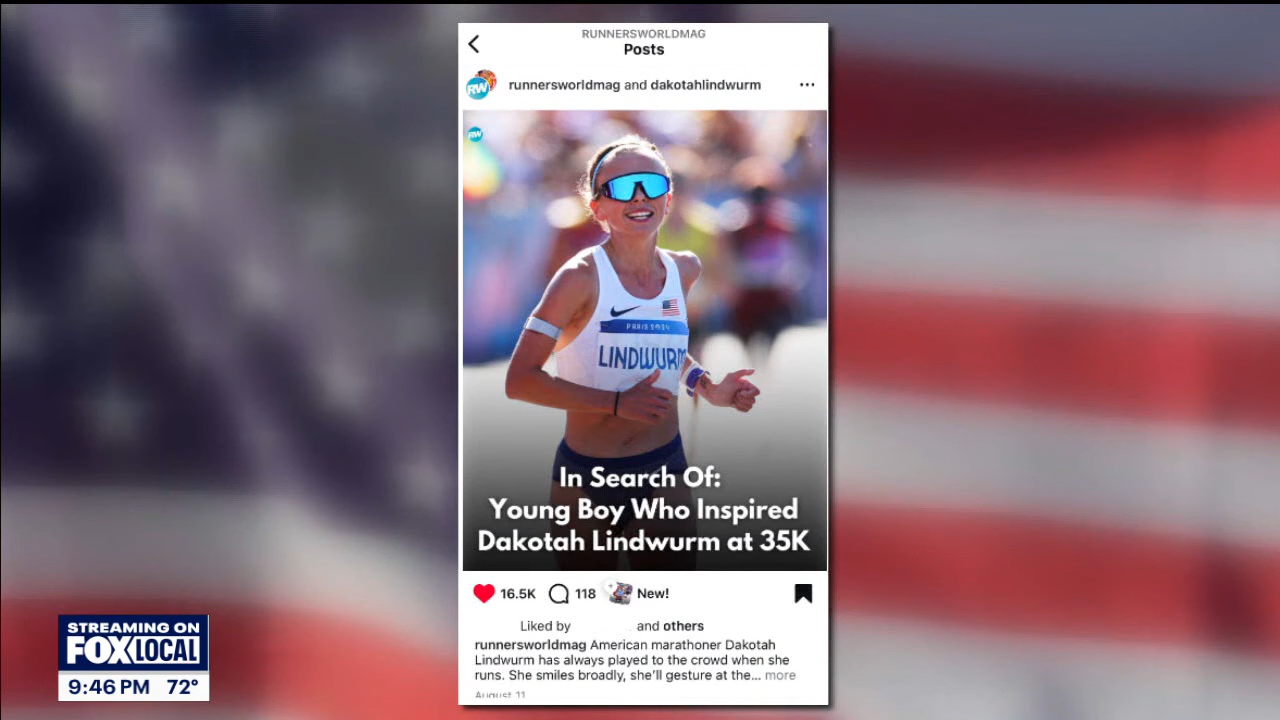 RUNNERSWORLDMAG
Posts
runnersworldmag and dakotahlindwurm
RW
RW
PARIS 2024
LINDWURM
In Search Of:
Young Boy Who Inspired
Dakotah Lindwurm at 35K
16.5K 118 New!
Liked by and others
runnersworldmag American marathoner Dakotah
Lindwurm has always played to the crowd when she
runs. She smiles broadly, she'll gesture at the... more
August 11
STREAMING ON
FOX LOCAL
9:46 PM 72°